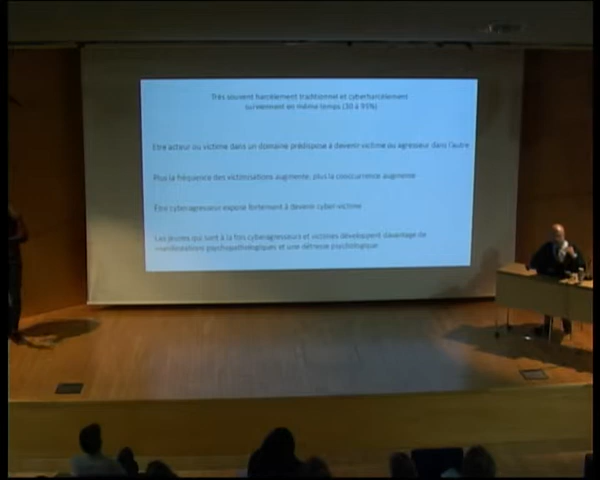 Très souvent harcèlement traditionnel et cyberharcèlement
surviennent en même temps (30 à 95%)
Etre acteur ou victime dans un domaine prédispose à devenir victime ou agresseur dans l'autre
Plus la fréquence des victimisations augmente, plus la cooccurrence augmente
Être cyberagresseur expose fortement à devenir cyber-victime
Les jeunes qui sont à la fois cyberagresseurs et victimes développent davantage de
manifestations psychopathologiques et une détresse psychologique